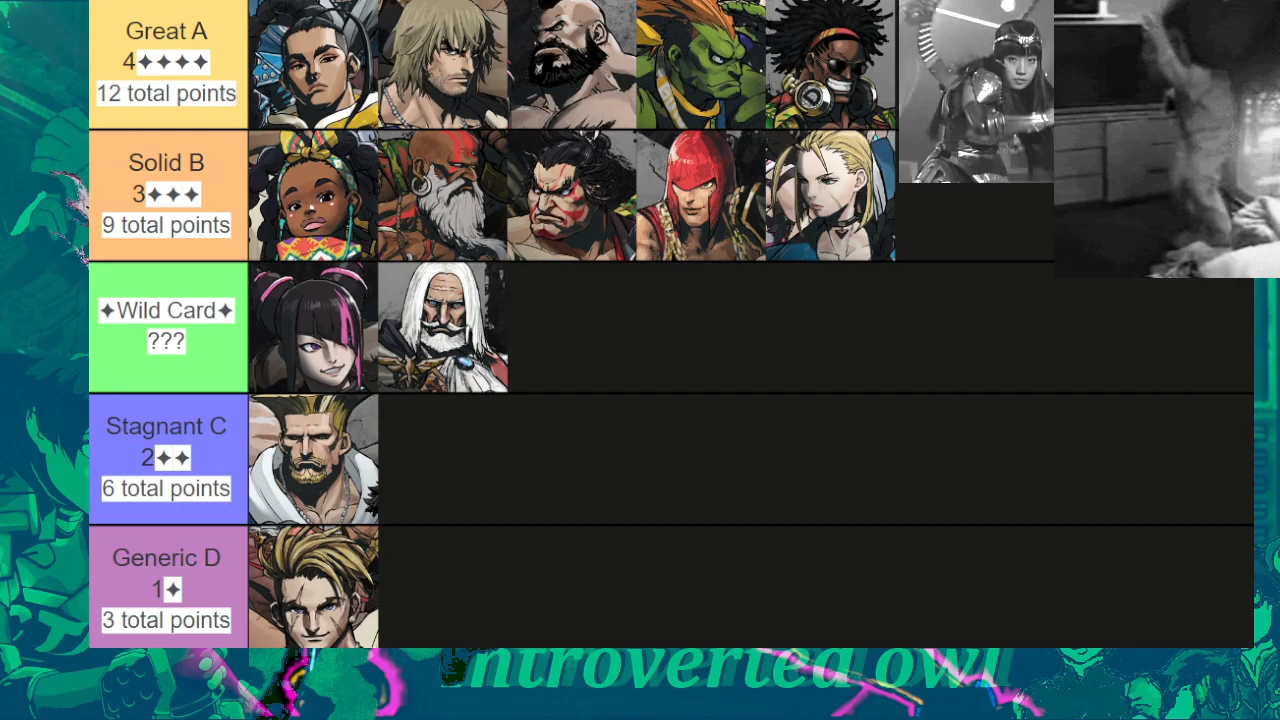 Great A
4✦✦✦✦
12 total points
Solid B
3✦✦✦
9 total points
✦Wild Card✦
???
Stagnant C
2✦✦
6 total points
Generic D
1✦
3 total points
ntroverted owl